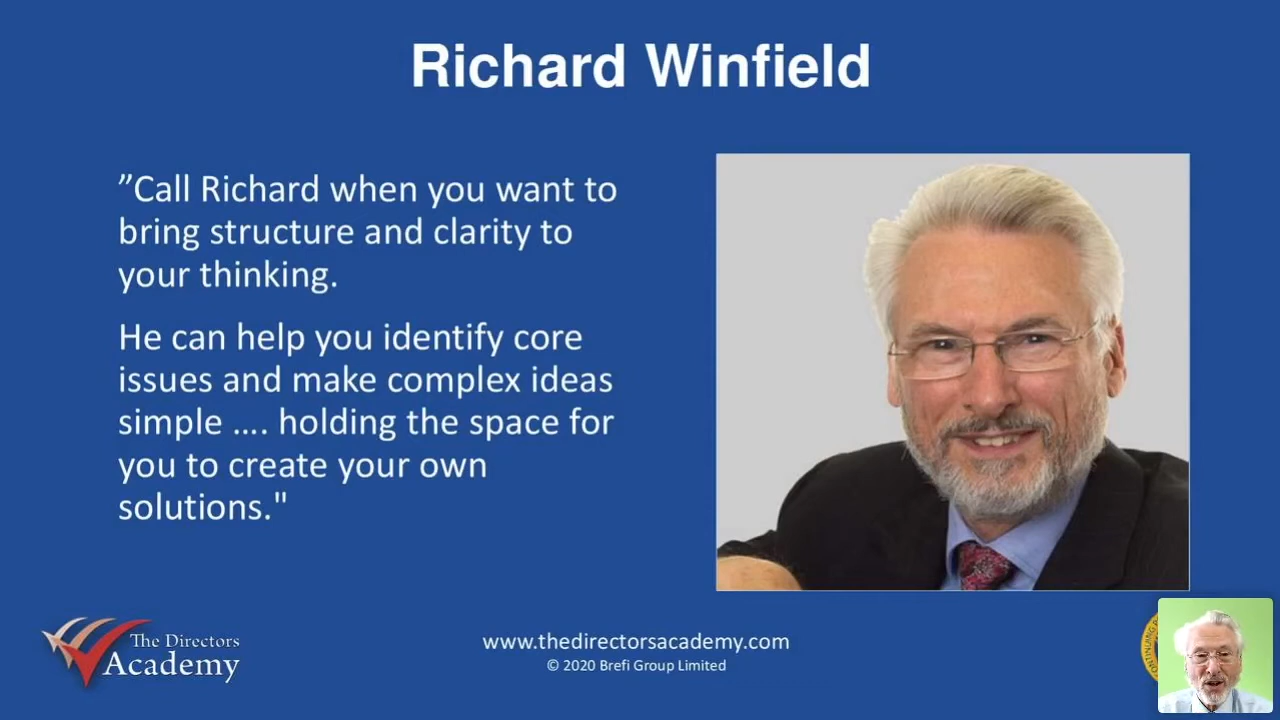 Richard Winfield
”Call Richard when you want to
bring structure and clarity to
your thinking.
He can help you identify core
issues and make complex ideas
simple .... holding the space for
you to create your own
solutions."
The Directors
Academy
www.thedirectorsacademy.com
© 2020 Brefi Group Limited